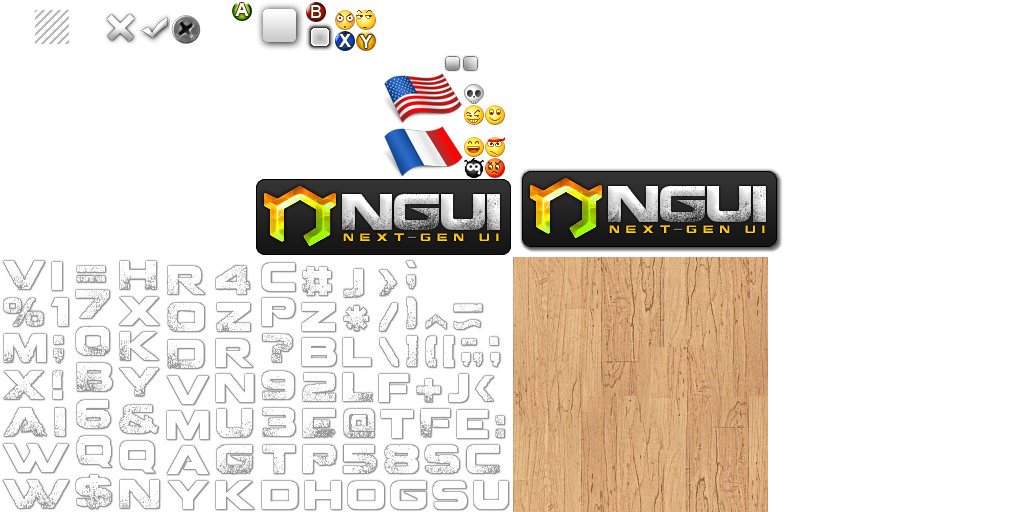 A
B
X Y
NGUI
NEXT-GEN UI
NGUI
NEXT-GEN UI
V I = H R 4 C # J } ;
% 1 7 X O Z P Z * / ) ^ ~ =
M ; O K D R ? B L \ ] ( [ " ;
X ! B Y V N 9 2 L F + J <
A | 6 & M U 3 E @ T F E :
W Q Q A G T P 5 8 S C
W $ N Y K D H O G S U